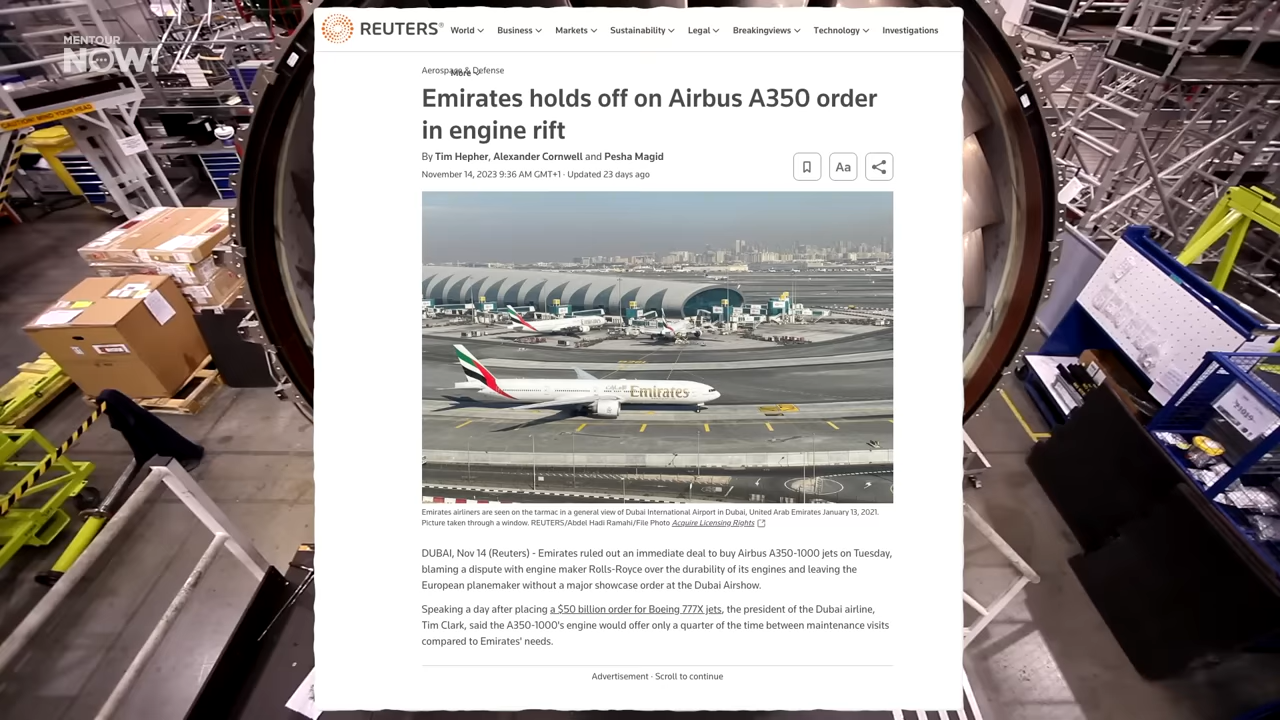 MENTOUR
NOW!
REUTERS®
World Business Markets Sustainability Legal Breakingviews Technology Investigations
More
Aerospace & Defense
Emirates holds off on Airbus A350 order
in engine rift
By Tim Hepher, Alexander Cornwell and Pesha Magid
November 14, 2023 9:36 AM GMT+1 · Updated 23 days ago
Aa
Emirates
Emirates airliners are seen on the tarmac in a general view of Dubai International Airport in Dubai, United Arab Emirates January 13, 2021.
Picture taken through a window. REUTERS/Abdel Hadi Ramahi/File Photo Acquire Licensing Rights
DUBAI, Nov 14 (Reuters) - Emirates ruled out an immediate deal to buy Airbus A350-1000 jets on Tuesday,
blaming a dispute with engine maker Rolls-Royce over the durability of its engines and leaving the
European planemaker without a major showcase order at the Dubai Airshow.
Speaking a day after placing a $50 billion order for Boeing 777X jets, the president of the Dubai airline,
Tim Clark, said the A350-1000's engine would offer only a quarter of the time between maintenance visits
compared to Emirates' needs.
Advertisement · Scroll to continue
CAUTION: MIND YOUR HEAD